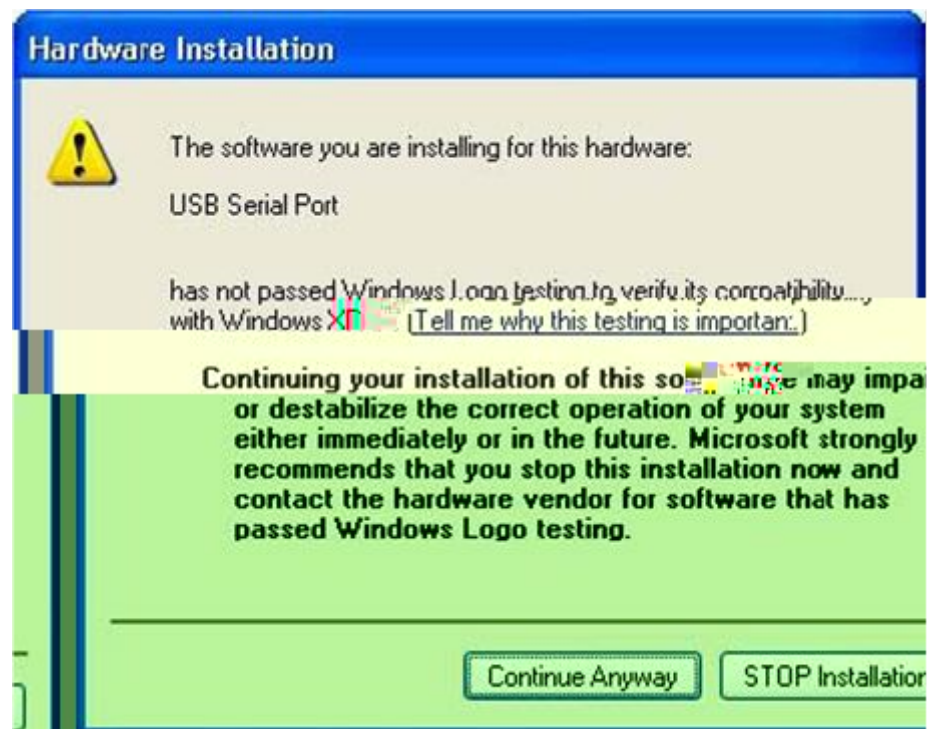 Hardware Installation
The software you are installing for this hardware:
USB Serial Port
has not passed Windows Logo testing to verify its compatibility
with Windows (Tell me why this testing is important.)
Continuing your installation of this may
or destabilize the correct operation of your system
either immediately or in the future. Microsoft strongly
recommends that you stop this installation now and
contact the hardware vendor for software that has
passed Windows Logo testing.
Continue Anyway
STOP Installation